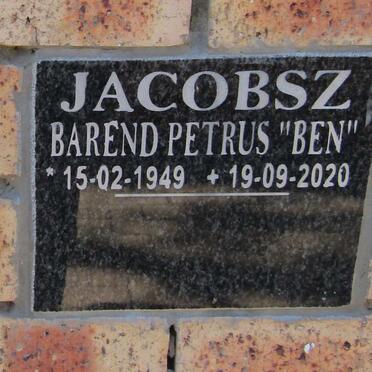 JACOBSZ
BAREND PETRUS "BEN"
* 15-02-1949 + 19-09-2020